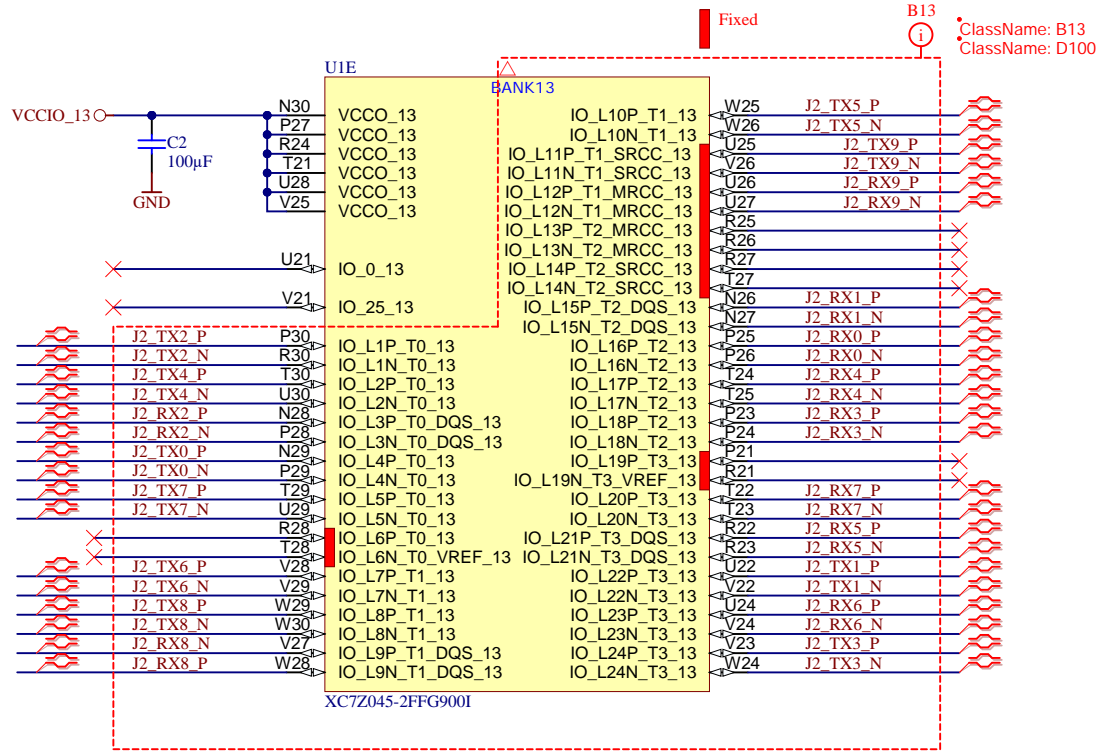 Fixed
B13
i
ClassName: B13
ClassName: D100
U1E
BANK13
VCCIO_13
C2
100µF
GND
N30 VCCO_13
P27 VCCO_13
R24 VCCO_13
T21 VCCO_13
U28 VCCO_13
V25 VCCO_13
U21 IO_0_13
V21 IO_25_13
J2_TX2_P P30 IO_L1P_T0_13
J2_TX2_N R30 IO_L1N_T0_13
J2_TX4_P T30 IO_L2P_T0_13
J2_TX4_N U30 IO_L2N_T0_13
J2_RX2_P N28 IO_L3P_T0_DQS_13
J2_RX2_N P28 IO_L3N_T0_DQS_13
J2_TX0_P N29 IO_L4P_T0_13
J2_TX0_N P29 IO_L4N_T0_13
J2_TX7_P T29 IO_L5P_T0_13
J2_TX7_N U29 IO_L5N_T0_13
R28 IO_L6P_T0_13
T28 IO_L6N_T0_VREF_13
J2_TX6_P V28 IO_L7P_T1_13
J2_TX6_N V29 IO_L7N_T1_13
J2_TX8_P W29 IO_L8P_T1_13
J2_TX8_N W30 IO_L8N_T1_13
J2_RX8_N V27 IO_L9P_T1_DQS_13
J2_RX8_P W28 IO_L9N_T1_DQS_13
IO_L10P_T1_13 W25 J2_TX5_P
IO_L10N_T1_13 W26 J2_TX5_N
IO_L11P_T1_SRCC_13 U25 J2_TX9_P
IO_L11N_T1_SRCC_13 V26 J2_TX9_N
IO_L12P_T1_MRCC_13 U26 J2_RX9_P
IO_L12N_T1_MRCC_13 U27 J2_RX9_N
IO_L13P_T2_MRCC_13 R25
IO_L13N_T2_MRCC_13 R26
IO_L14P_T2_SRCC_13 R27
IO_L14N_T2_SRCC_13 T27
IO_L15P_T2_DQS_13 N26 J2_RX1_P
IO_L15N_T2_DQS_13 N27 J2_RX1_N
IO_L16P_T2_13 P25 J2_RX0_P
IO_L16N_T2_13 P26 J2_RX0_N
IO_L17P_T2_13 T24 J2_RX4_P
IO_L17N_T2_13 T25 J2_RX4_N
IO_L18P_T2_13 P23 J2_RX3_P
IO_L18N_T2_13 P24 J2_RX3_N
IO_L19P_T3_13 P21
IO_L19N_T3_VREF_13 R21
IO_L20P_T3_13 T22 J2_RX7_P
IO_L20N_T3_13 T23 J2_RX7_N
IO_L21P_T3_DQS_13 R22 J2_RX5_P
IO_L21N_T3_DQS_13 R23 J2_RX5_N
IO_L22P_T3_13 U22 J2_TX1_P
IO_L22N_T3_13 V22 J2_TX1_N
IO_L23P_T3_13 U24 J2_RX6_P
IO_L23N_T3_13 V24 J2_RX6_N
IO_L24P_T3_13 V23 J2_TX3_P
IO_L24N_T3_13 W24 J2_TX3_N
XC7Z045-2FFG900I